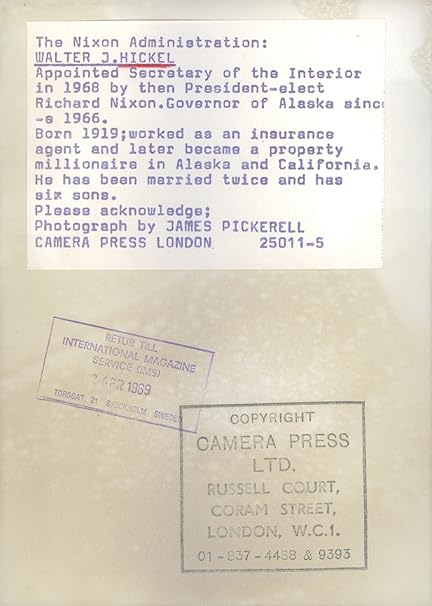 The Nixon Administration:
WALTER J.HICKEL
Appointed Secretary of the Interior
in 1968 by then President-elect
Richard Nixon.Governor of Alaska sinc
-e 1966.
Born 1919;worked as an insurance
agent and later became a property
millionaire in Alaska and California.
He has been married twice and has
six sons.
Please acknowledge;
Photograph by JAMES PICKERELL
CAMERA PRESS LONDON 25011-5
RETUR TILL
INTERNATIONAL MAGAZINE
SERVICE (IMS)
APR 1969
TORSGAT. 21 STOCKHOLM, SWEDEN
COPYRIGHT
CAMERA PRESS
LTD.
RUSSELL COURT,
CORAM STREET,
LONDON, W.C.1.
01-837-4488 & 9393